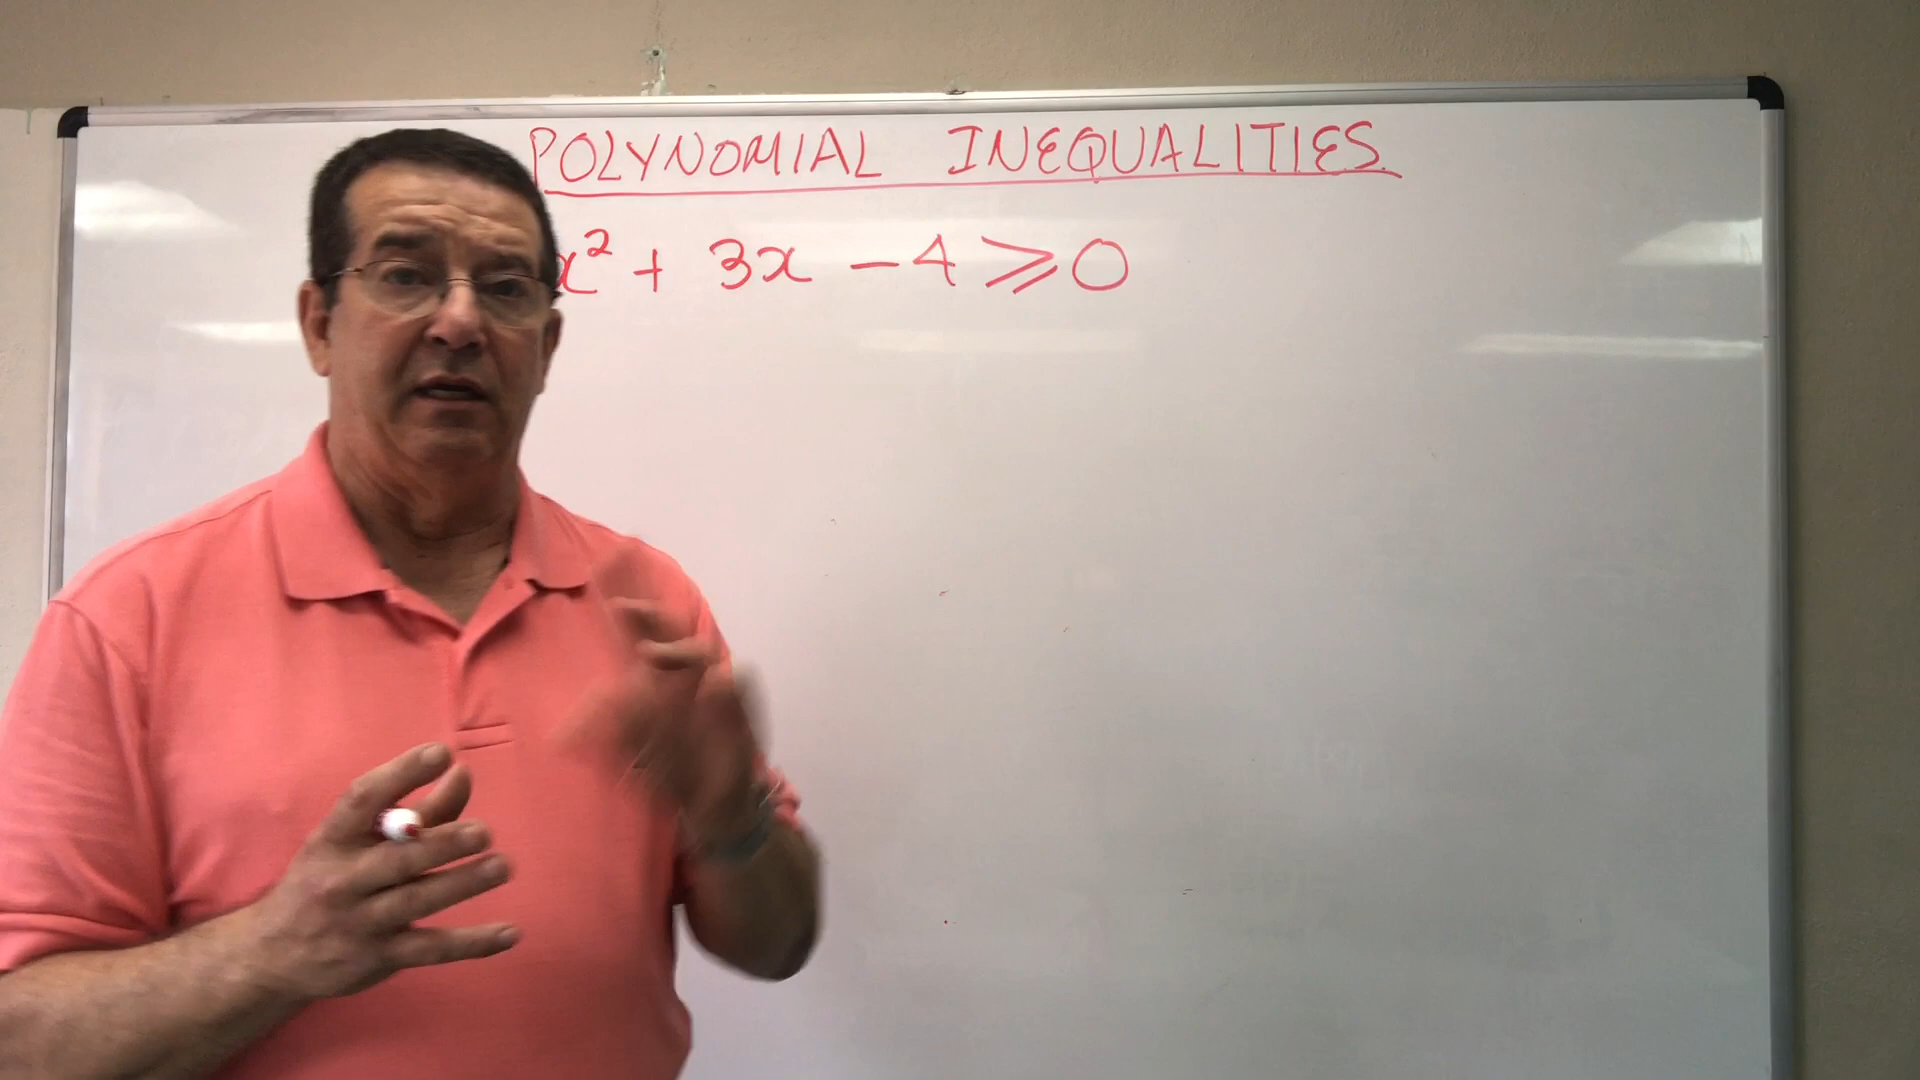 POLYNOMIAL INEQUALITIES
x² + 3x - 4 ⩾ 0